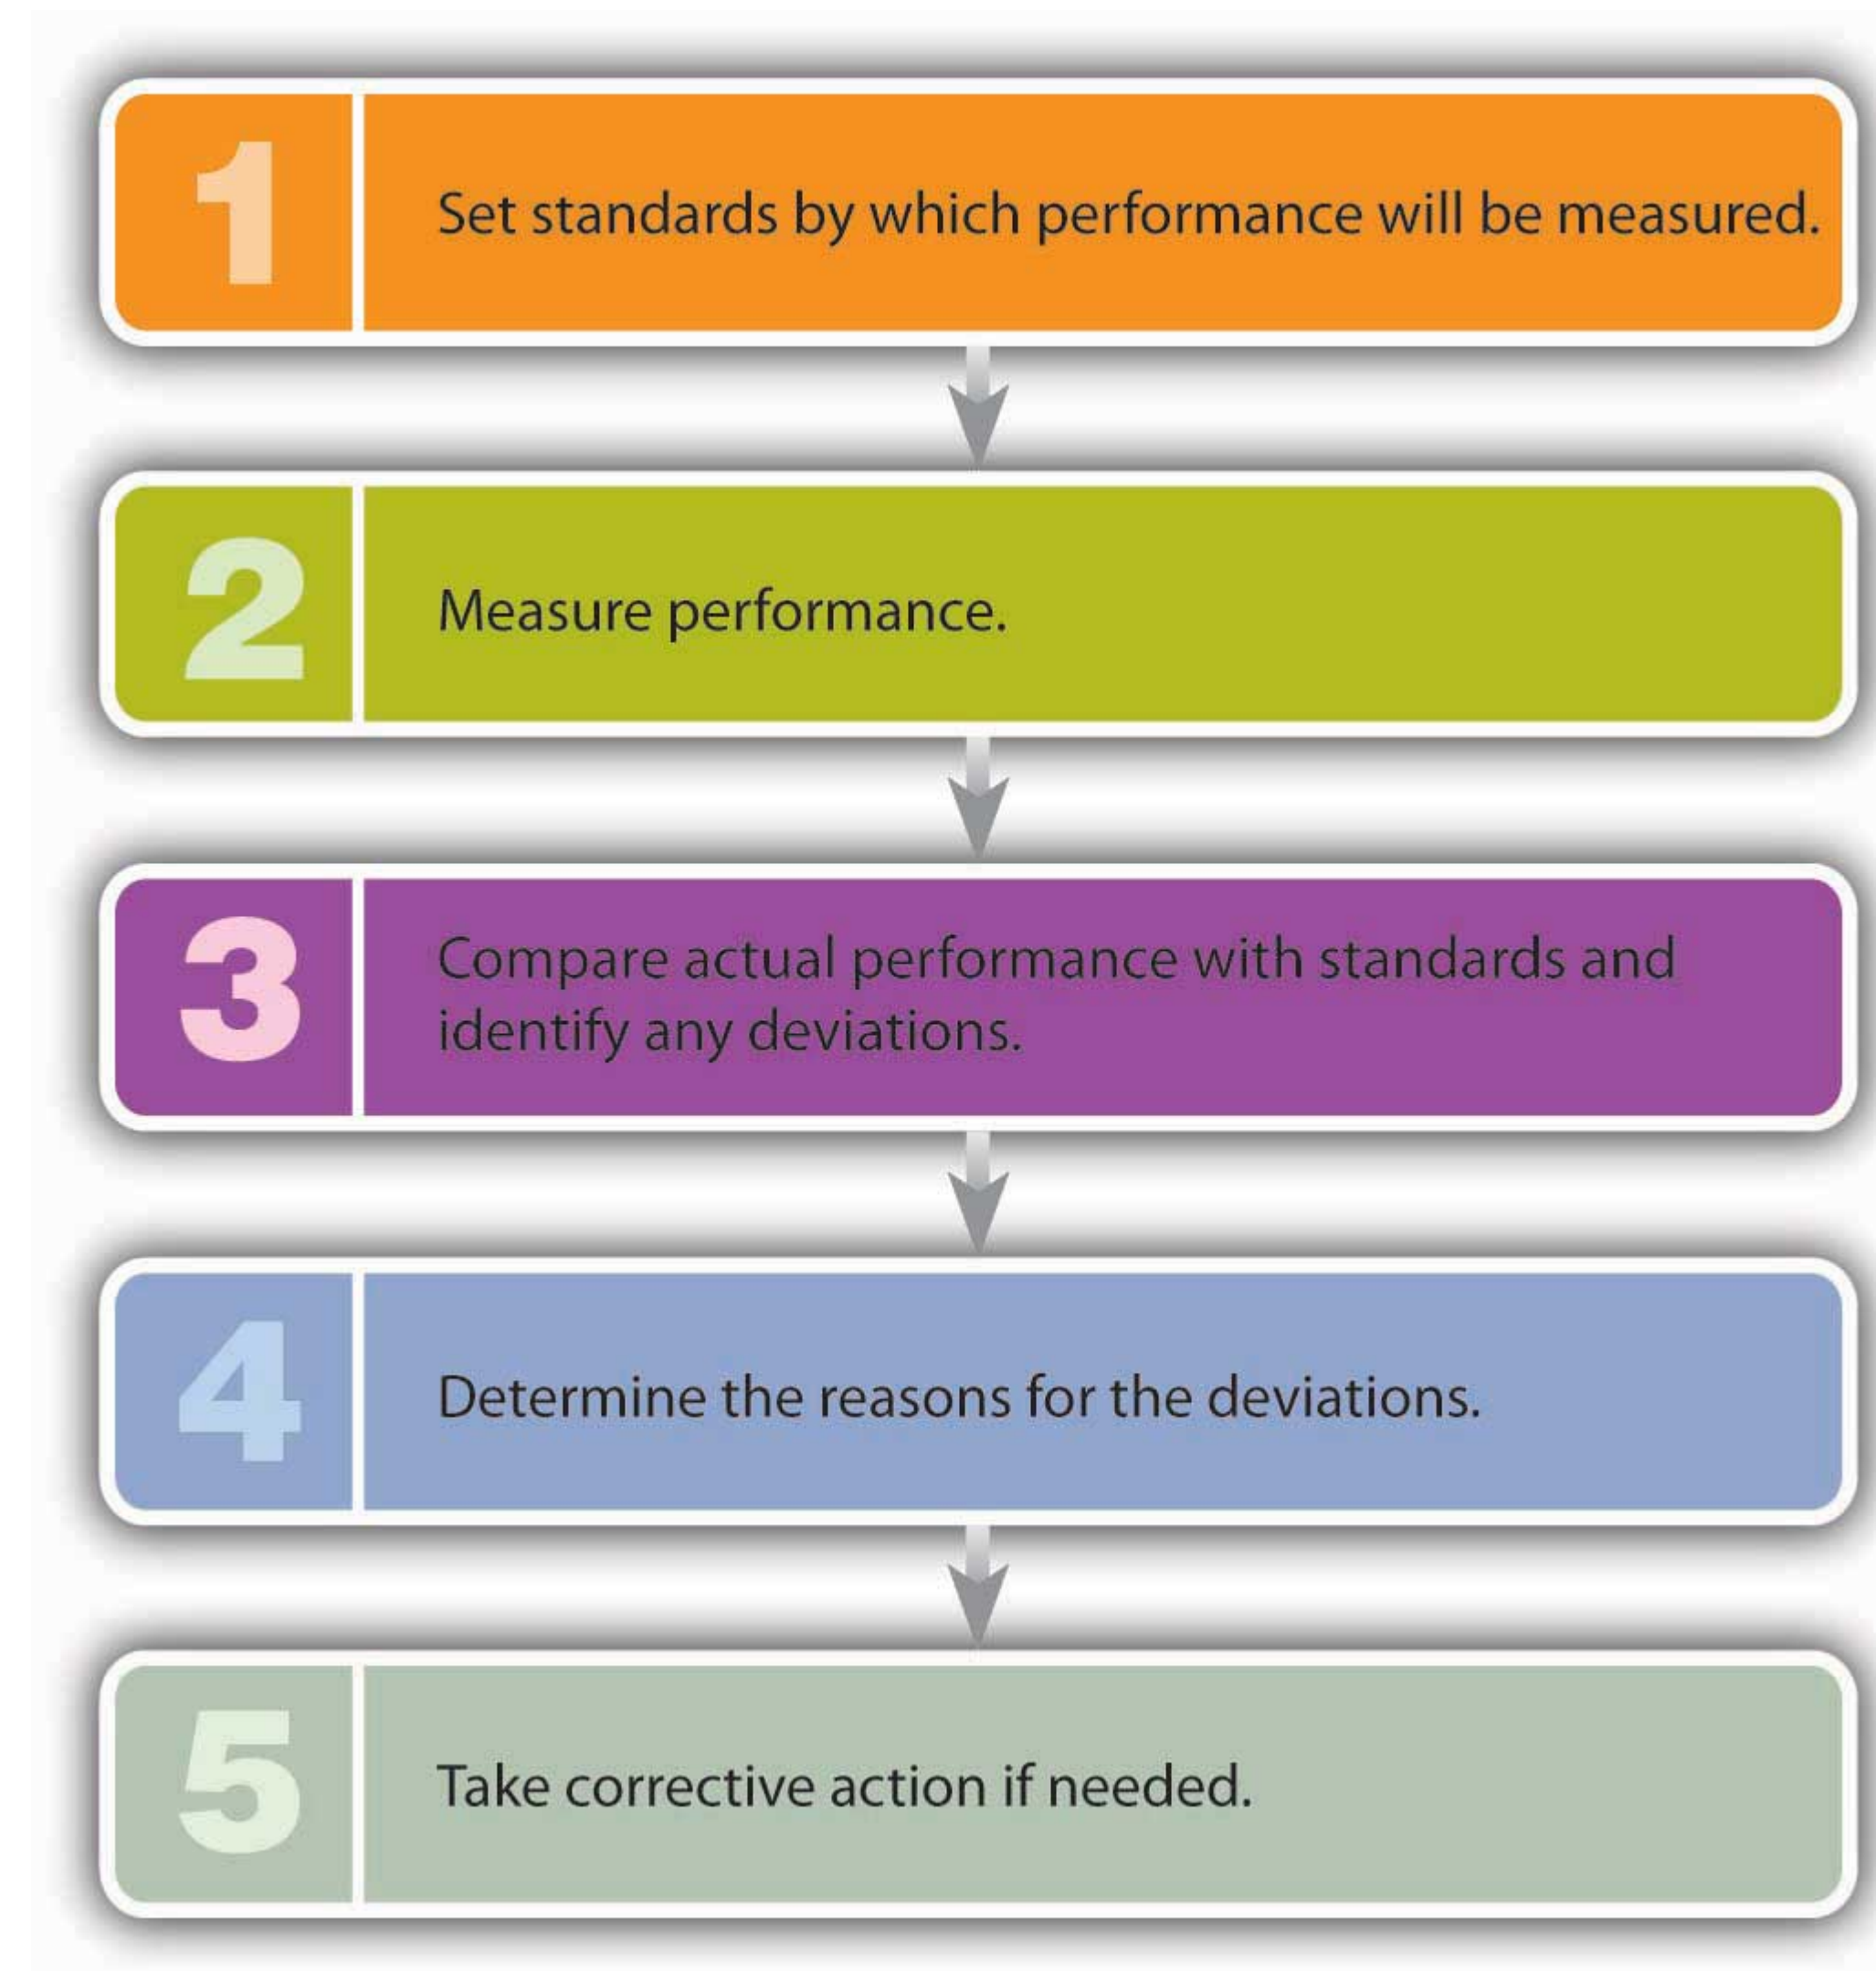 1
Set standards by which performance will be measured.
2
Measure performance.
3
Compare actual performance with standards and
identify any deviations.
4
Determine the reasons for the deviations.
5
Take corrective action if needed.